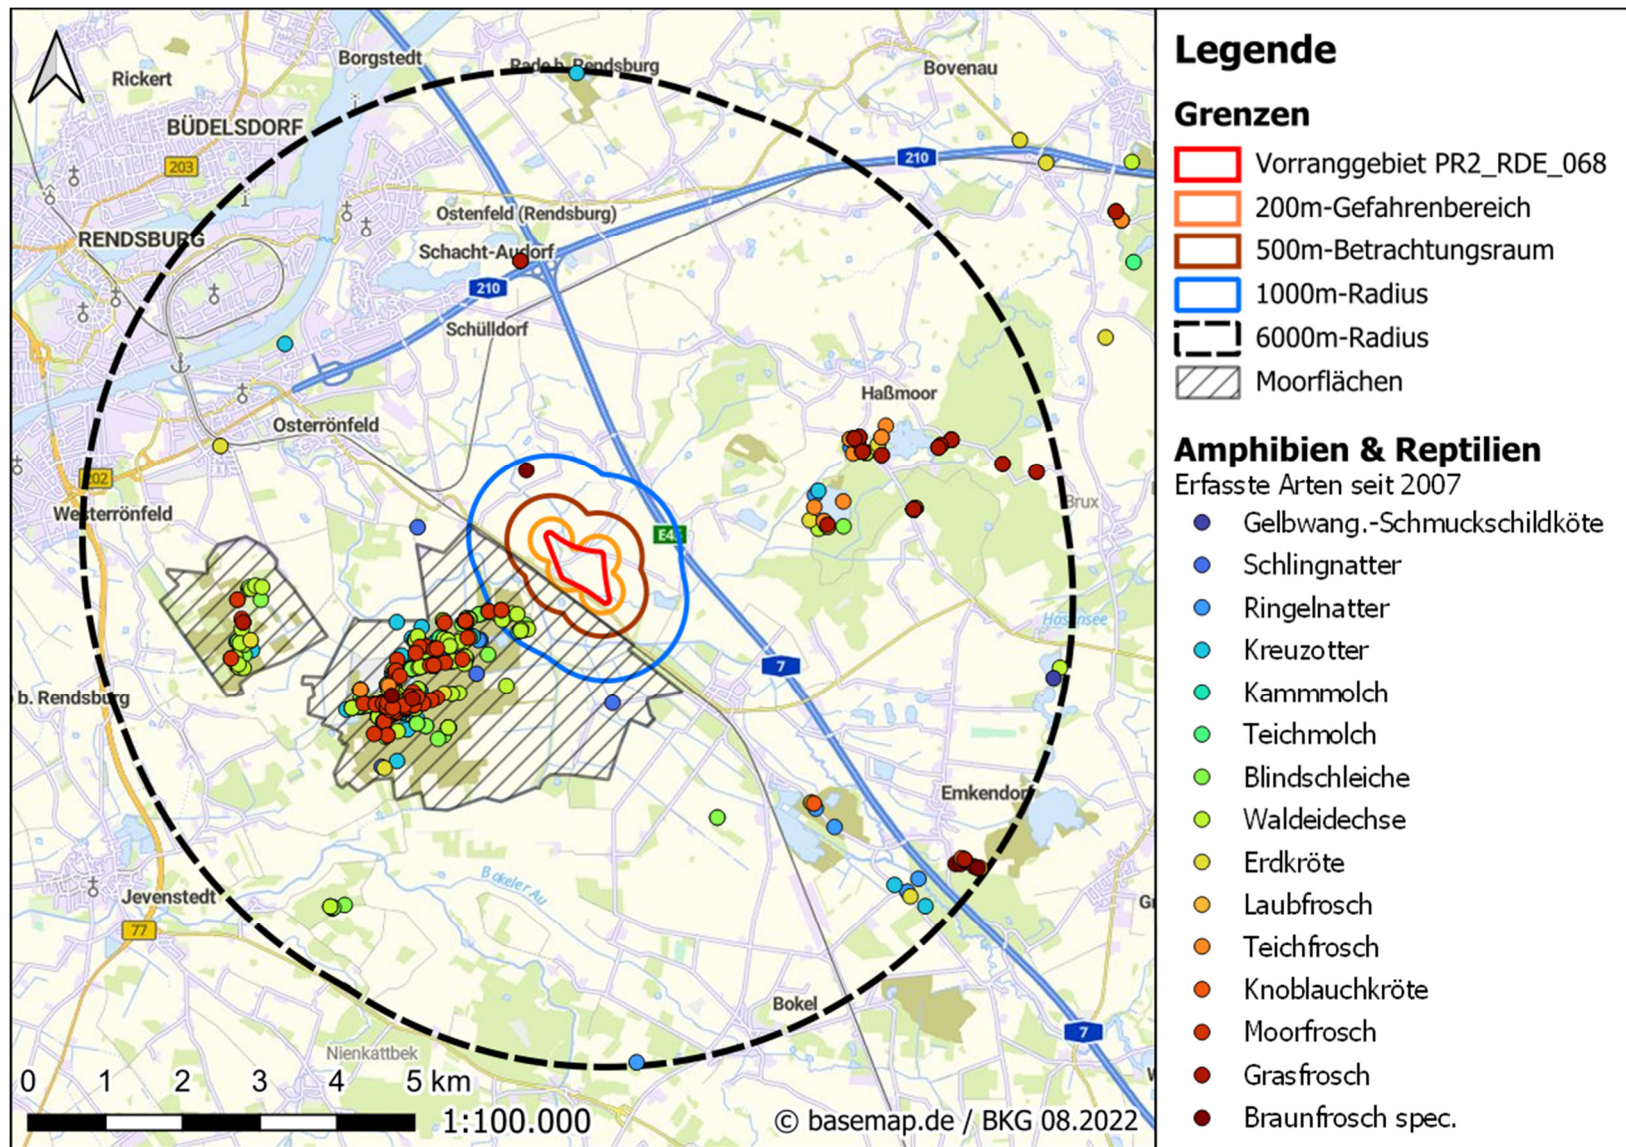 Borgstedt
Rade b. Rendsburg
Bovenau
Rickert
BÜDELSDORF
203
210
Ostenfeld (Rendsburg)
RENDSBURG
Schacht-Audorf
210
Schülldorf
Haßmoor
Osterrönfeld
202
Brux
Westerrönfeld
E45
Hasensee
7
b. Rendsburg
Emkendorf
Bokeler Au
Jevenstedt
77
Bokel
7
Nienkattbek
0 1 2 3 4 5 km
1:100.000
© basemap.de / BKG 08.2022
Legende
Grenzen
Vorranggebiet PR2_RDE_068
200m-Gefahrenbereich
500m-Betrachtungsraum
1000m-Radius
6000m-Radius
Moorflächen
Amphibien & Reptilien
Erfasste Arten seit 2007
Gelbwang.-Schmuckschildköte
Schlingnatter
Ringelnatter
Kreuzotter
Kammmolch
Teichmolch
Blindschleiche
Waldeidechse
Erdkröte
Laubfrosch
Teichfrosch
Knoblauchkröte
Moorfrosch
Grasfrosch
Braunfrosch spec.